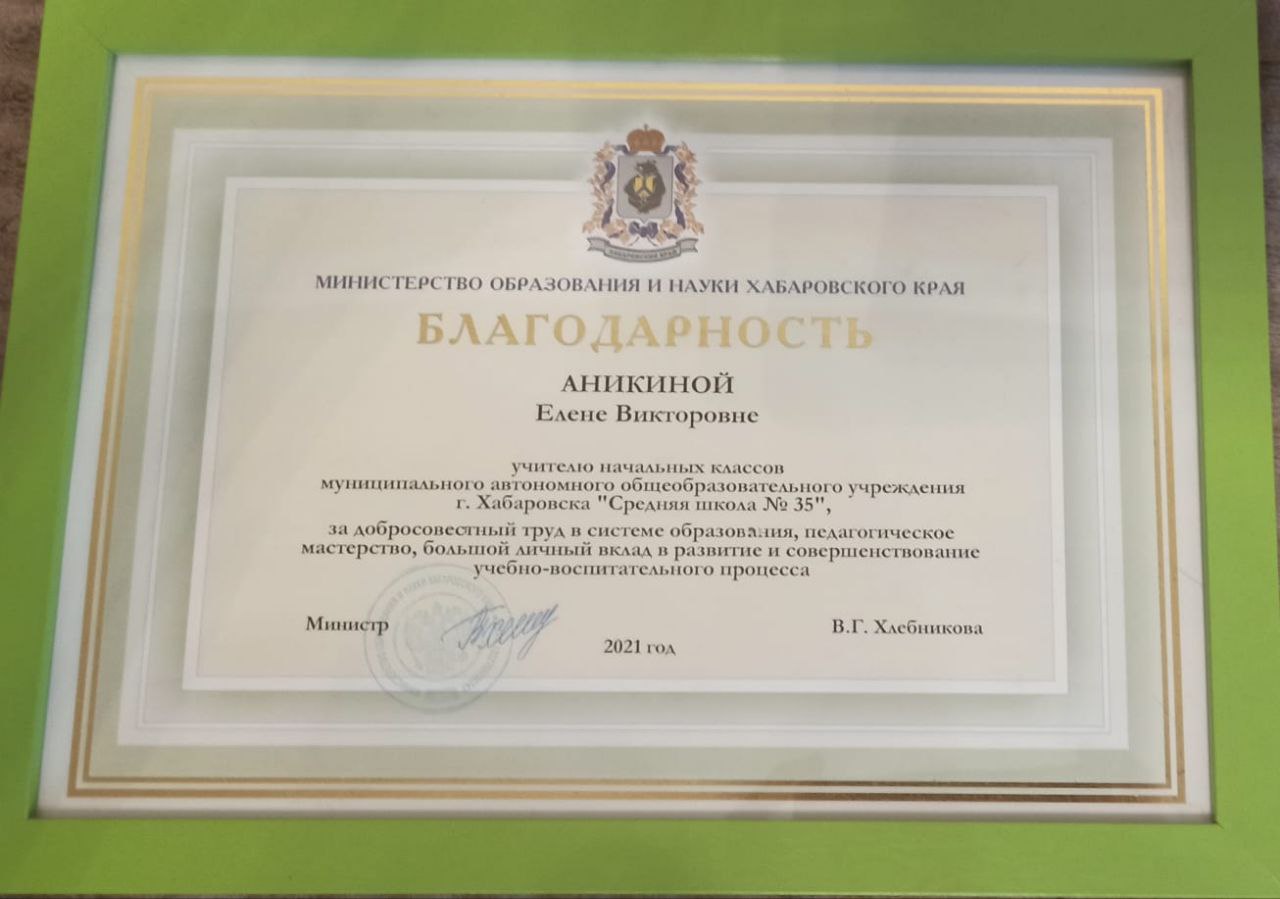 ХАБАРОВСКИЙ КРАЙ
МИНИСТЕРСТВО ОБРАЗОВАНИЯ И НАУКИ ХАБАРОВСКОГО КРАЯ
БЛАГОДАРНОСТЬ
АНИКИНОЙ
Елене Викторовне
учителю начальных классов
муниципального автономного общеобразовательного учреждения
г. Хабаровска "Средняя школа № 35",
за добросовестный труд в системе образования, педагогическое
мастерство, большой личный вклад в развитие и совершенствование
учебно-воспитательного процесса
Министр
В.Г. Хлебникова
2021 год